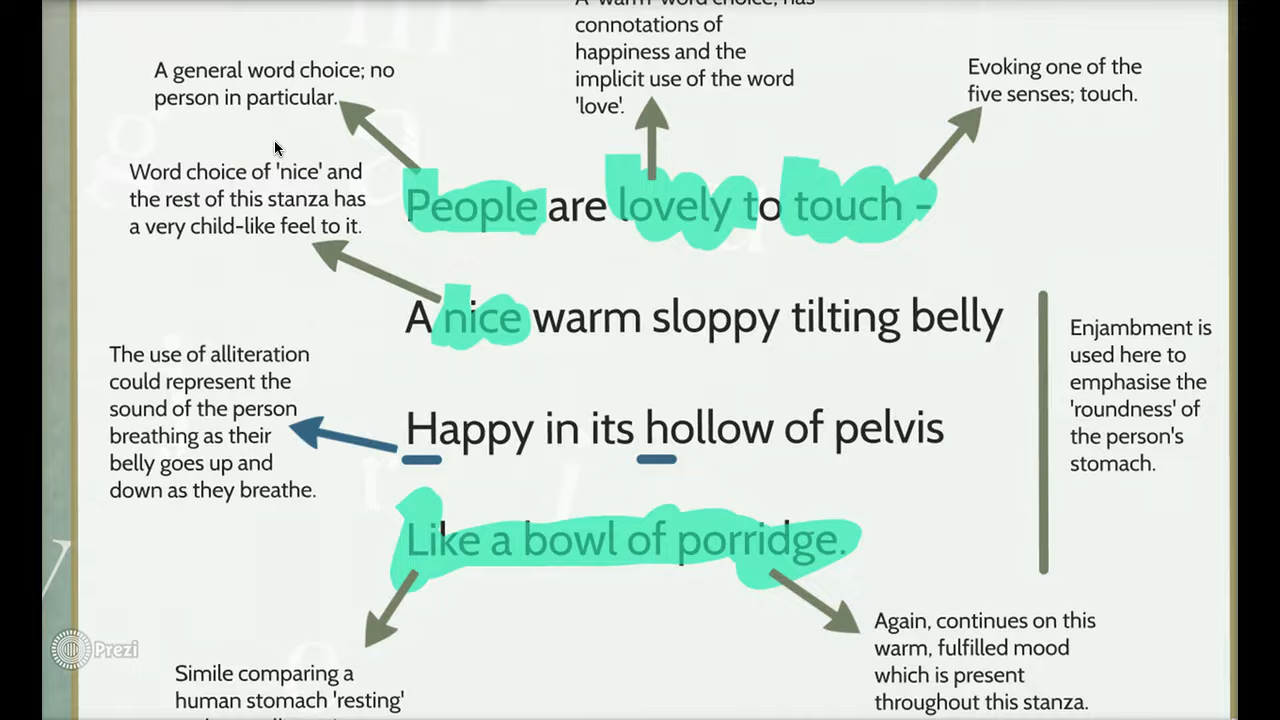 A 'warm' word choice; has
connotations of
happiness and the
implicit use of the word
'love'.
A general word choice; no
person in particular.
Evoking one of the
five senses; touch.
Word choice of 'nice' and
the rest of this stanza has
a very child-like feel to it.
People are lovely to touch -
A nice warm sloppy tilting belly
Happy in its hollow of pelvis
Like a bowl of porridge.
The use of alliteration
could represent the
sound of the person
breathing as their
belly goes up and
down as they breathe.
Enjambment is
used here to
emphasise the
'roundness' of
the person's
stomach.
Simile comparing a
human stomach 'resting'
Again, continues on this
warm, fulfilled mood
which is present
throughout this stanza.
Prezi